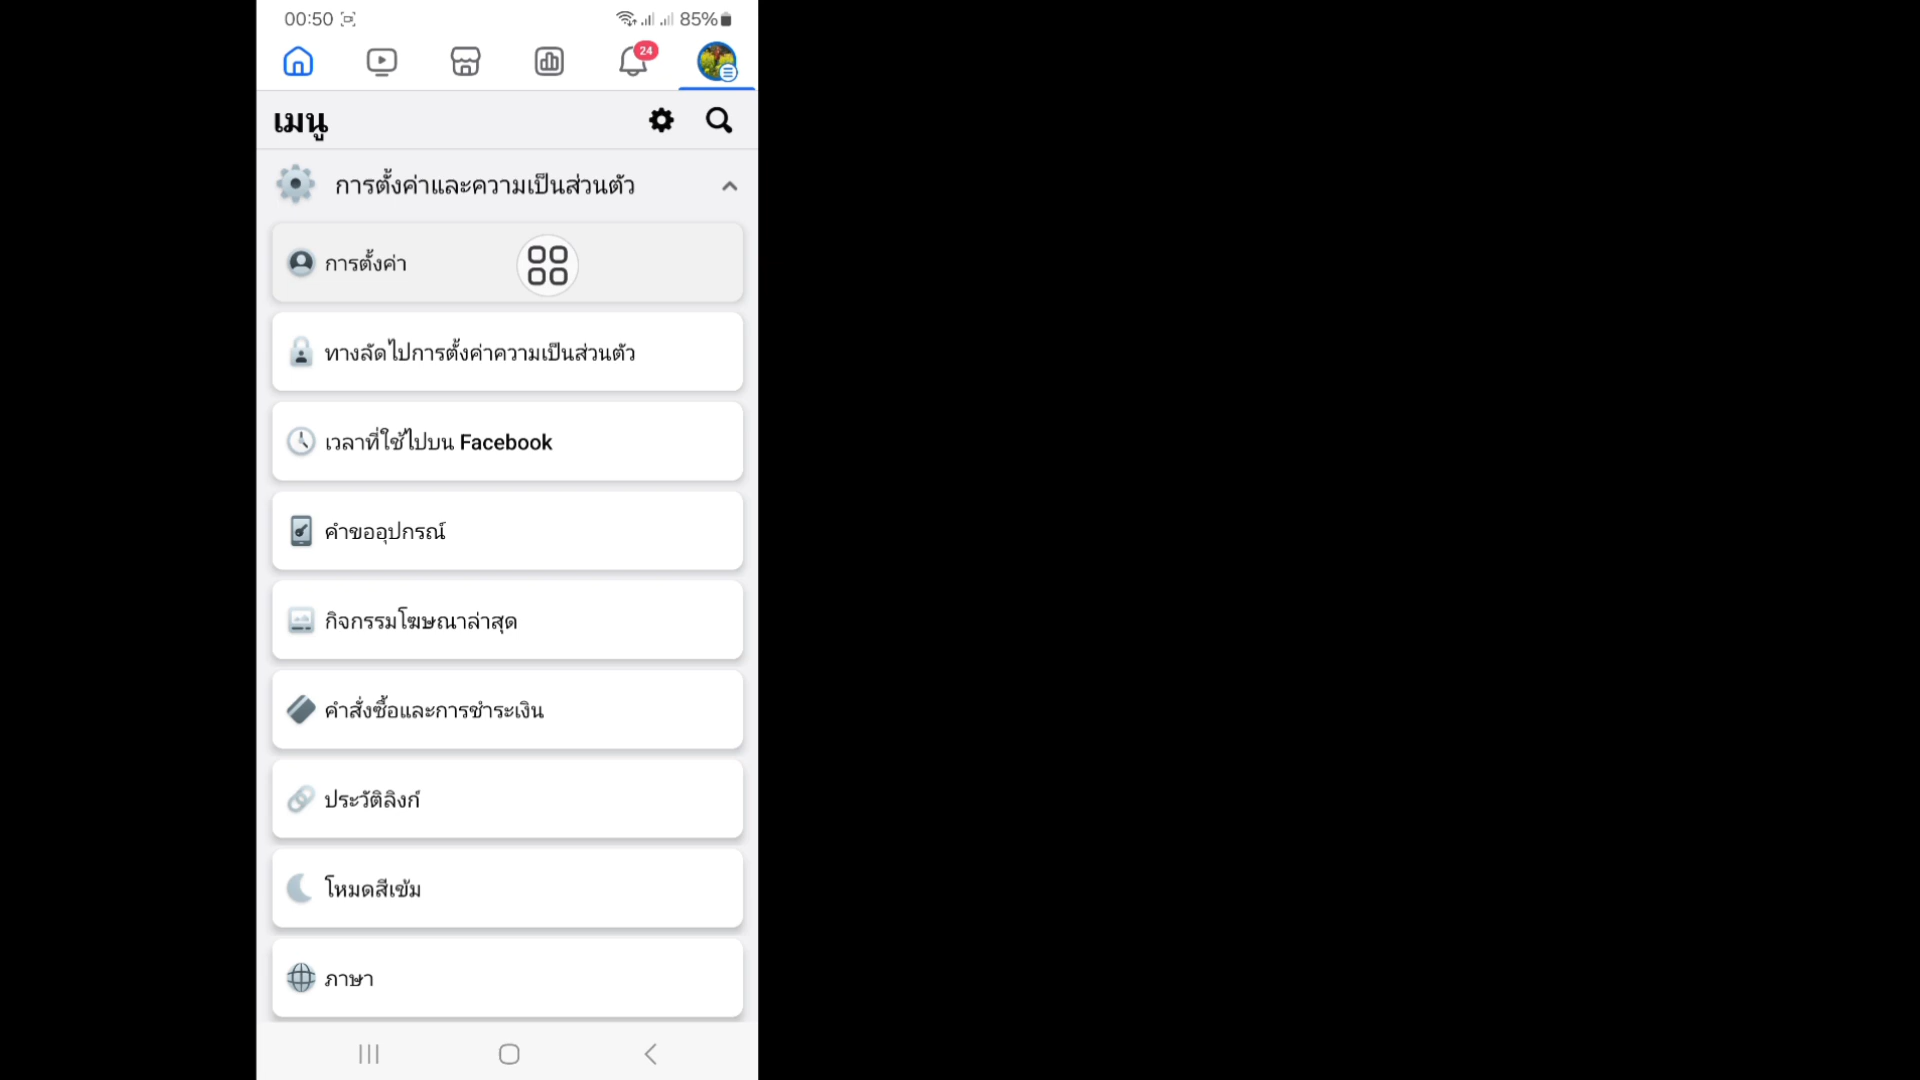 00:50 85%
24
เมนู
การตั้งค่าและความเป็นส่วนตัว
การตั้งค่า
ทางลัดไปการตั้งค่าความเป็นส่วนตัว
เวลาที่ใช้ไปบน Facebook
คำขออุปกรณ์
กิจกรรมโฆษณาล่าสุด
คำสั่งซื้อและการชำระเงิน
ประวัติลิงก์
โหมดสีเข้ม
ภาษา